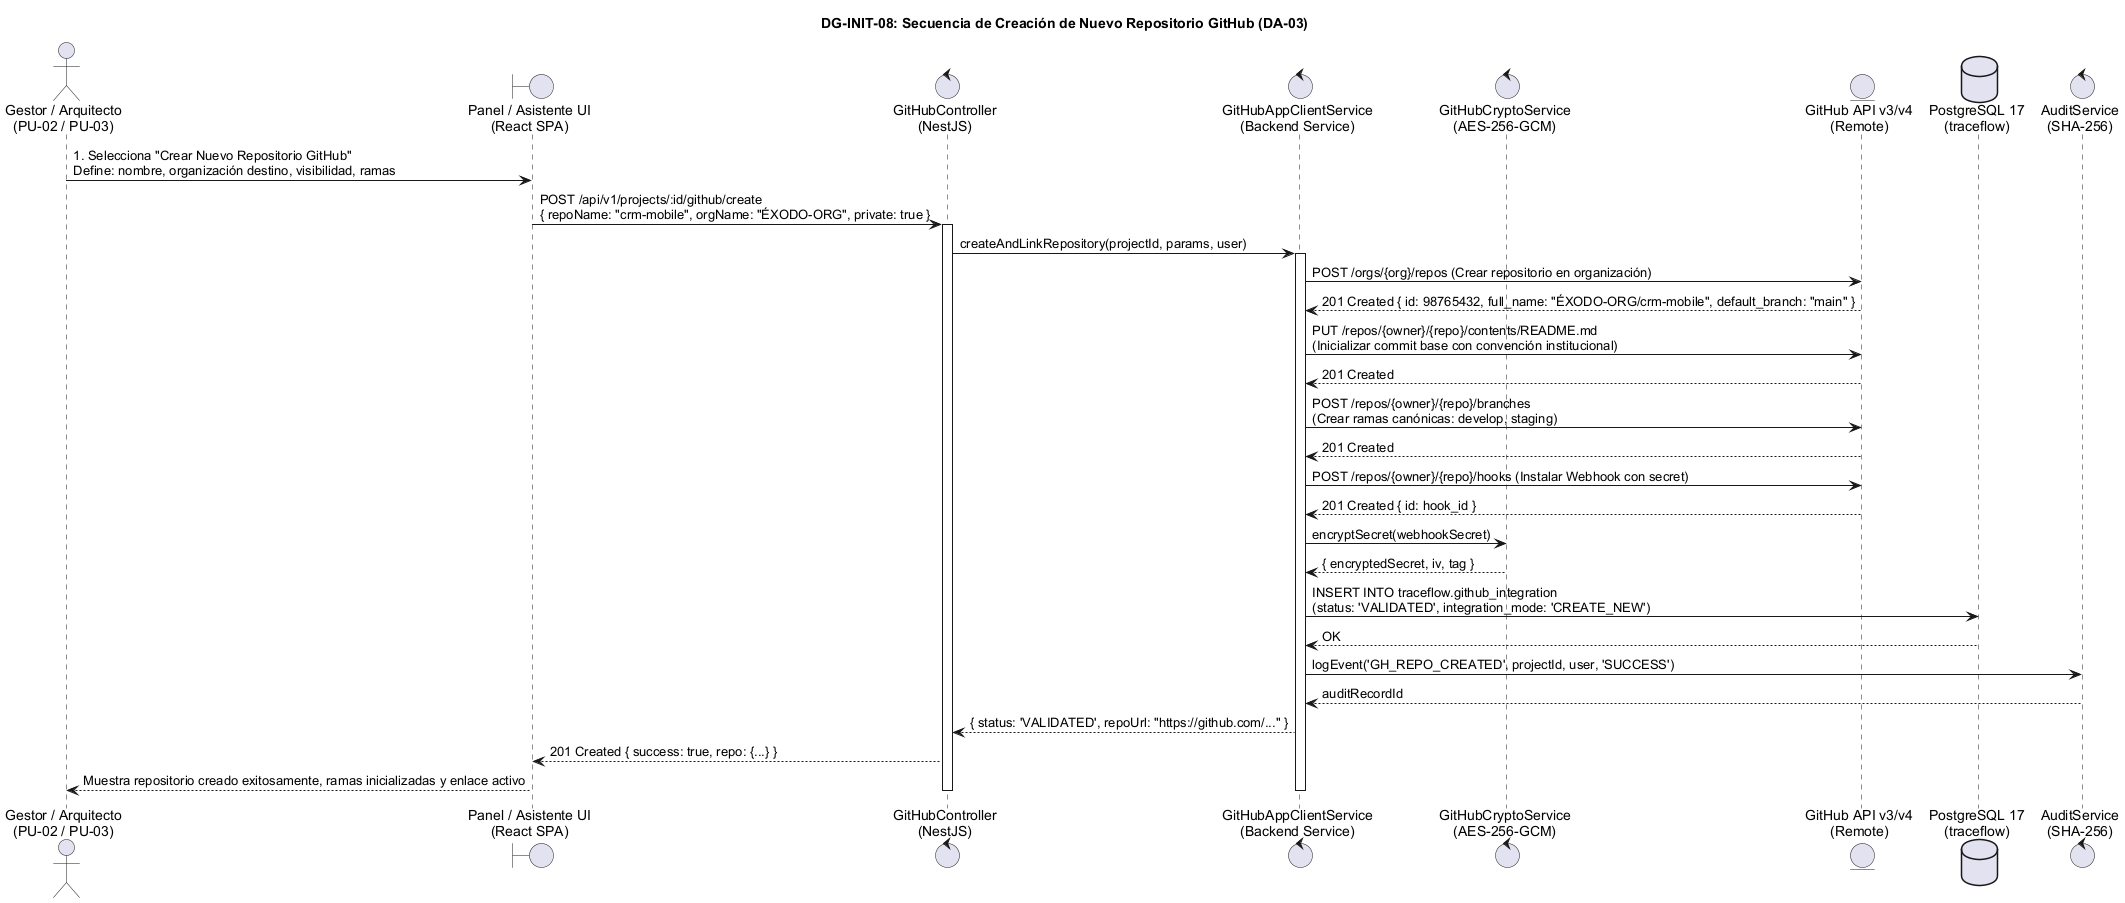 DG-INIT-08: Secuencia de Creación de Nuevo Repositorio GitHub (DA-03)
Gestor / Arquitecto
(PU-02 / PU-03)
Panel / Asistente UI
(React SPA)
GitHubController
(NestJS)
GitHubAppClientService
(Backend Service)
GitHubCryptoService
(AES-256-GCM)
GitHub API v3/v4
(Remote)
PostgreSQL 17
(traceflow)
AuditService
(SHA-256)
1. Selecciona "Crear Nuevo Repositorio GitHub"
Define: nombre, organización destino, visibilidad, ramas
POST /api/v1/projects/:id/github/create
{ repoName: "crm-mobile", orgName: "ÉXODO-ORG", private: true }
createAndLinkRepository(projectId, params, user)
POST /orgs/{org}/repos (Crear repositorio en organización)
201 Created { id: 98765432, full_name: "ÉXODO-ORG/crm-mobile", default_branch: "main" }
PUT /repos/{owner}/{repo}/contents/README.md
(Inicializar commit base con convención institucional)
201 Created
POST /repos/{owner}/{repo}/branches
(Crear ramas canónicas: develop, staging)
201 Created
POST /repos/{owner}/{repo}/hooks (Instalar Webhook con secret)
201 Created { id: hook_id }
encryptSecret(webhookSecret)
{ encryptedSecret, iv, tag }
INSERT INTO traceflow.github_integration
(status: 'VALIDATED', integration_mode: 'CREATE_NEW')
OK
logEvent('GH_REPO_CREATED', projectId, user, 'SUCCESS')
auditRecordId
{ status: 'VALIDATED', repoUrl: "https://github.com/..." }
201 Created { success: true, repo: {...} }
Muestra repositorio creado exitosamente, ramas inicializadas y enlace activo
Gestor / Arquitecto
(PU-02 / PU-03)
Panel / Asistente UI
(React SPA)
GitHubController
(NestJS)
GitHubAppClientService
(Backend Service)
GitHubCryptoService
(AES-256-GCM)
GitHub API v3/v4
(Remote)
PostgreSQL 17
(traceflow)
AuditService
(SHA-256)